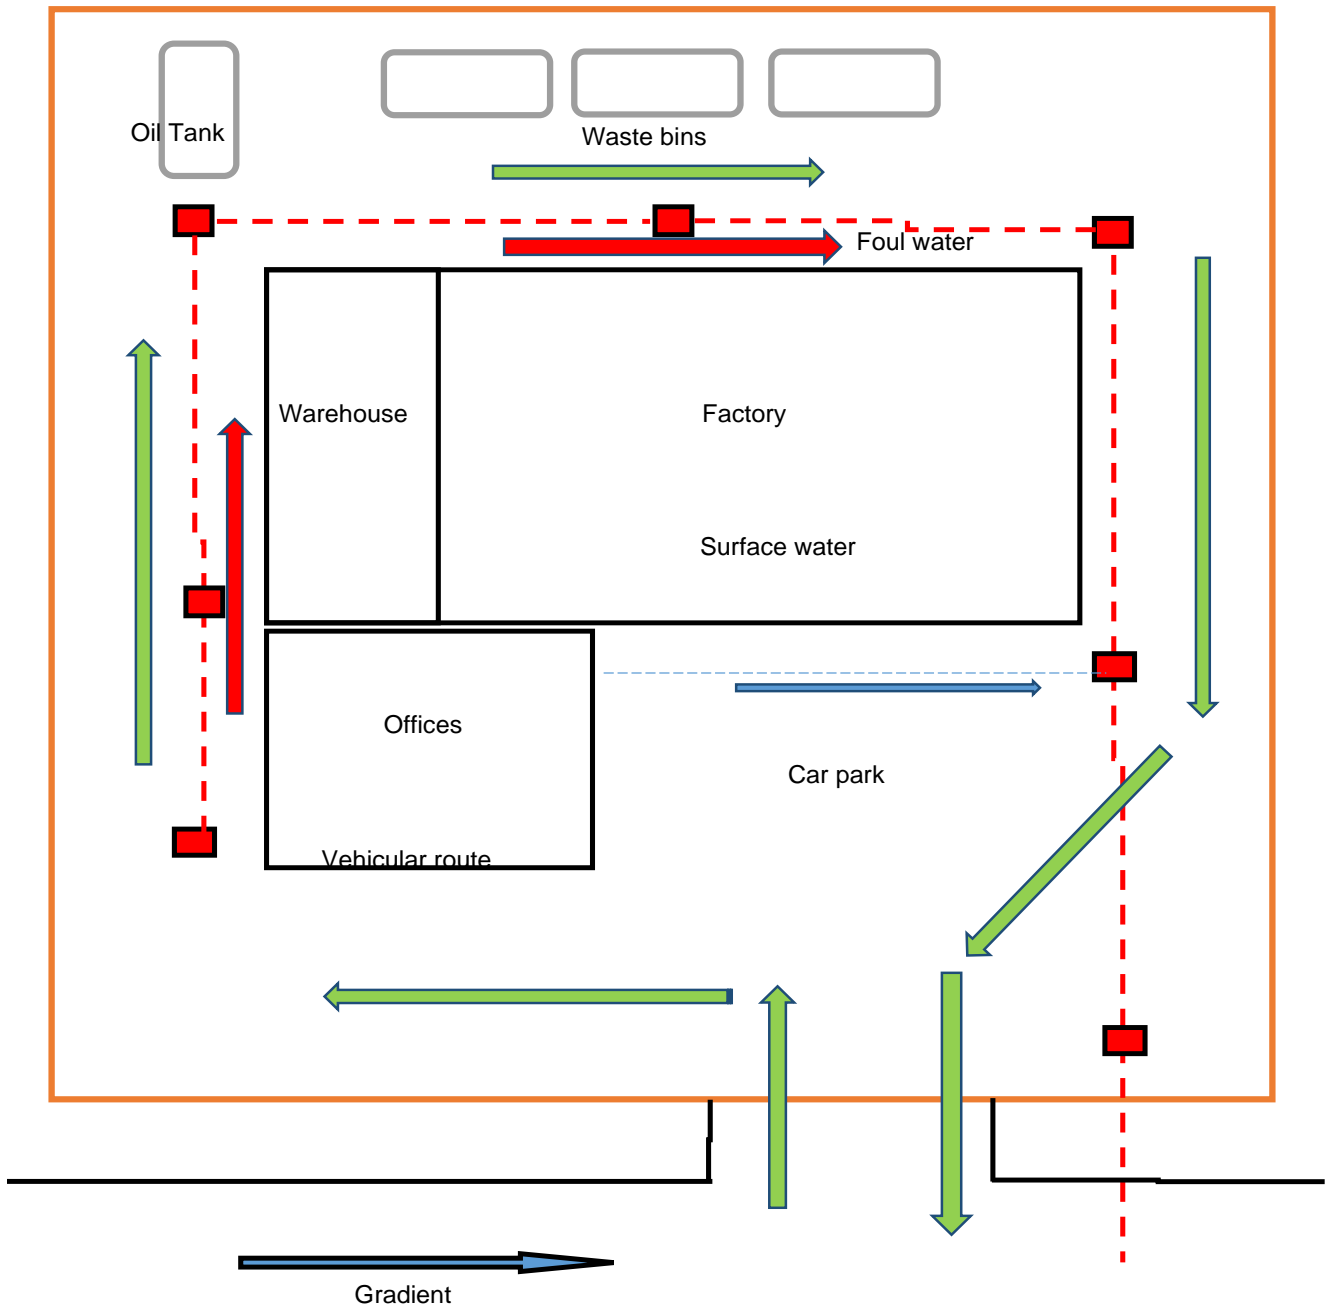 Oil Tank
Waste bins
Foul water
Warehouse
Factory
Surface water
Offices
Car park
Vehicular route
Gradient